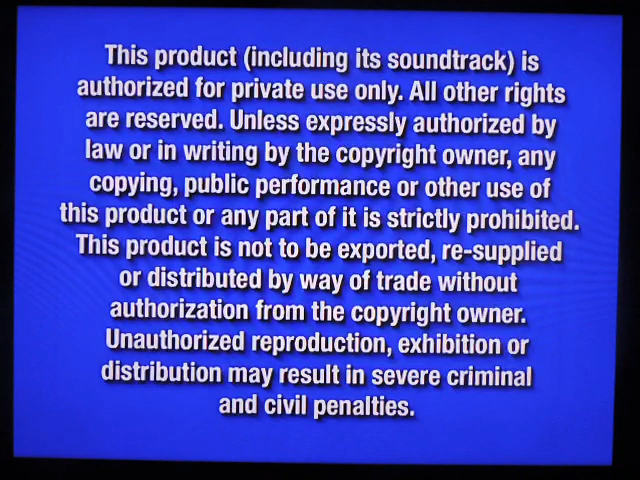 This product (including its soundtrack) is
authorized for private use only. All other rights
are reserved. Unless expressly authorized by
law or in writing by the copyright owner, any
copying, public performance or other use of
this product or any part of it is strictly prohibited.
This product is not to be exported, re-supplied
or distributed by way of trade without
authorization from the copyright owner.
Unauthorized reproduction, exhibition or
distribution may result in severe criminal
and civil penalties.